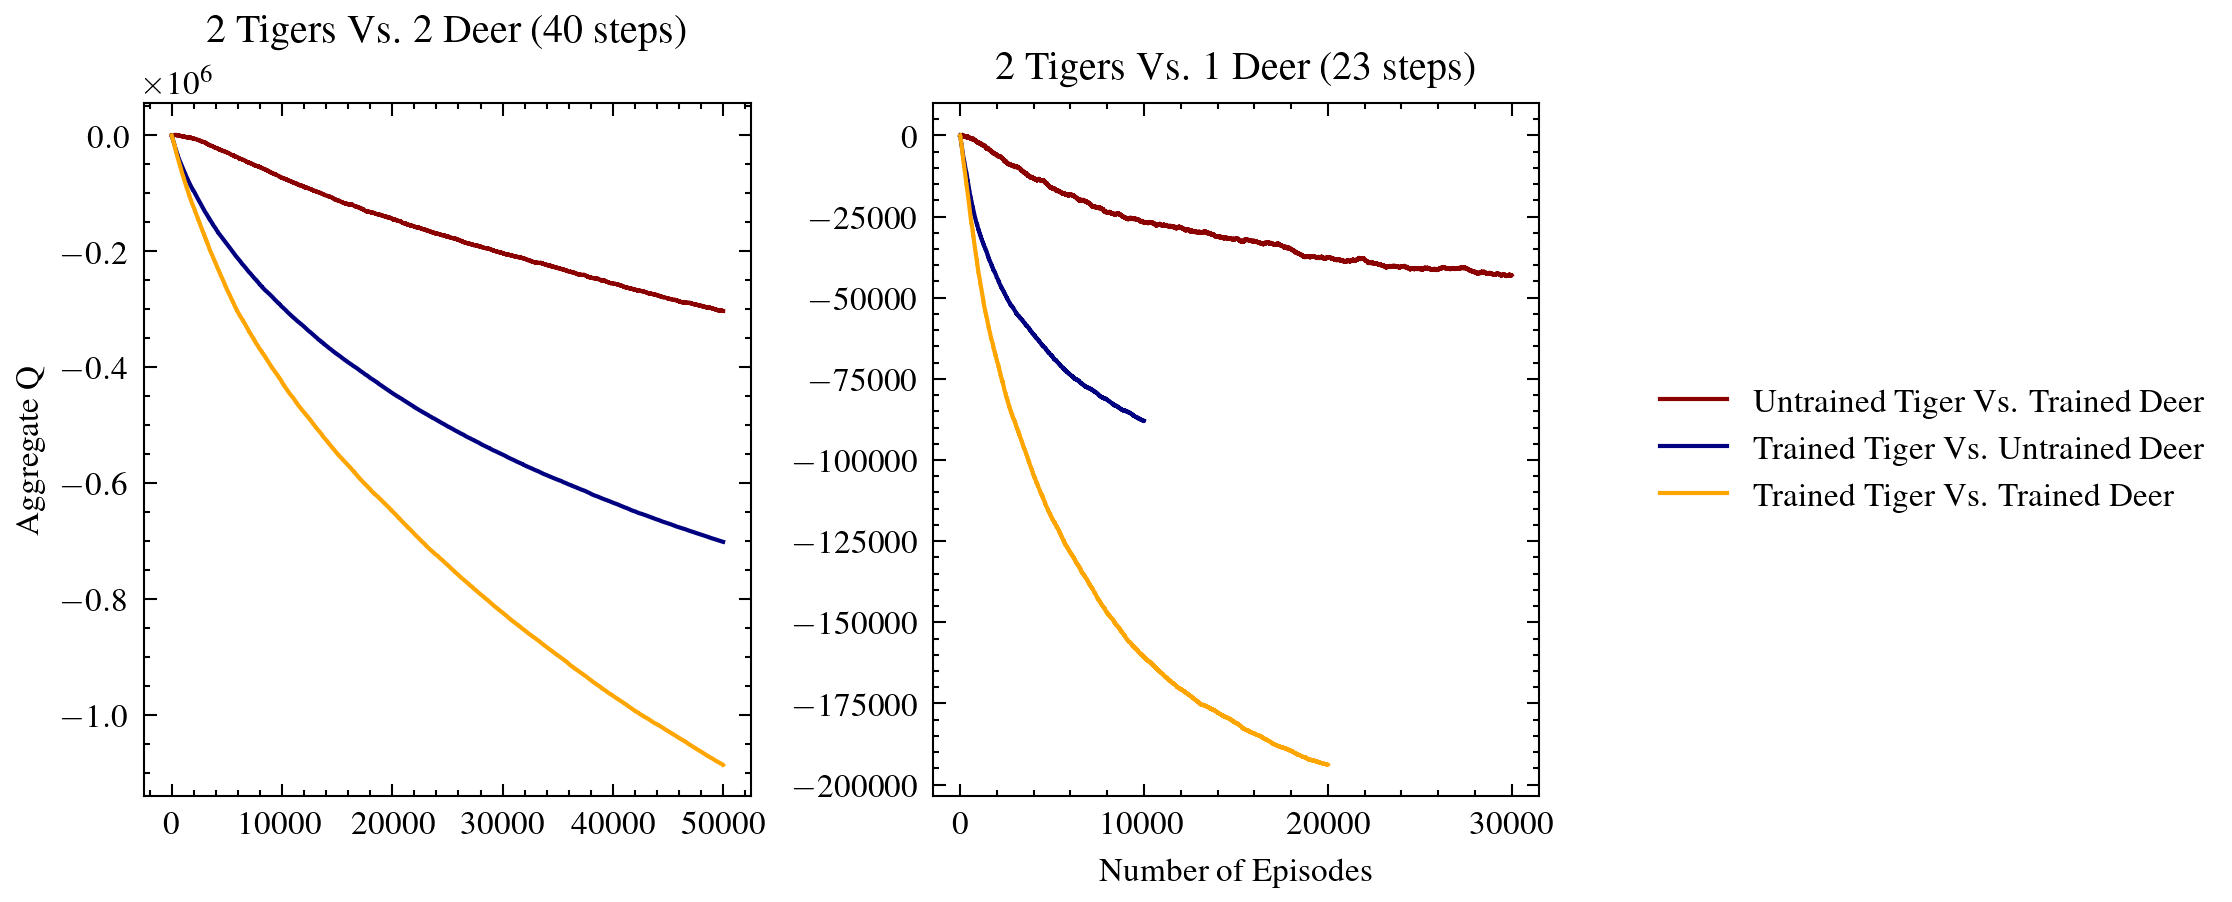 2 Tigers Vs. 2 Deer (40 steps)
×10⁶
0.0
−0.2
−0.4
−0.6
−0.8
−1.0
Aggregate Q
0 10000 20000 30000 40000 50000
2 Tigers Vs. 1 Deer (23 steps)
0
−25000
−50000
−75000
−100000
−125000
−150000
−175000
−200000
0 10000 20000 30000
Number of Episodes
Untrained Tiger Vs. Trained Deer
Trained Tiger Vs. Untrained Deer
Trained Tiger Vs. Trained Deer